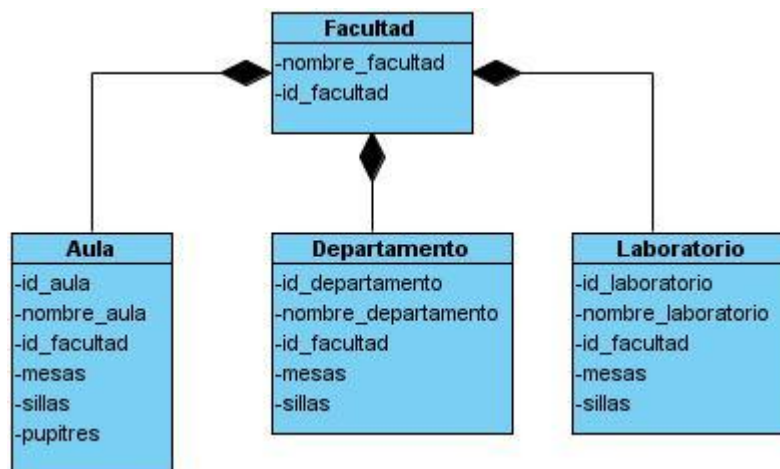 Facultad
-nombre_facultad
-id_facultad
Aula
-id_aula
-nombre_aula
-id_facultad
-mesas
-sillas
-pupitres
Departamento
-id_departamento
-nombre_departamento
-id_facultad
-mesas
-sillas
Laboratorio
-id_laboratorio
-nombre_laboratorio
-id_facultad
-mesas
-sillas